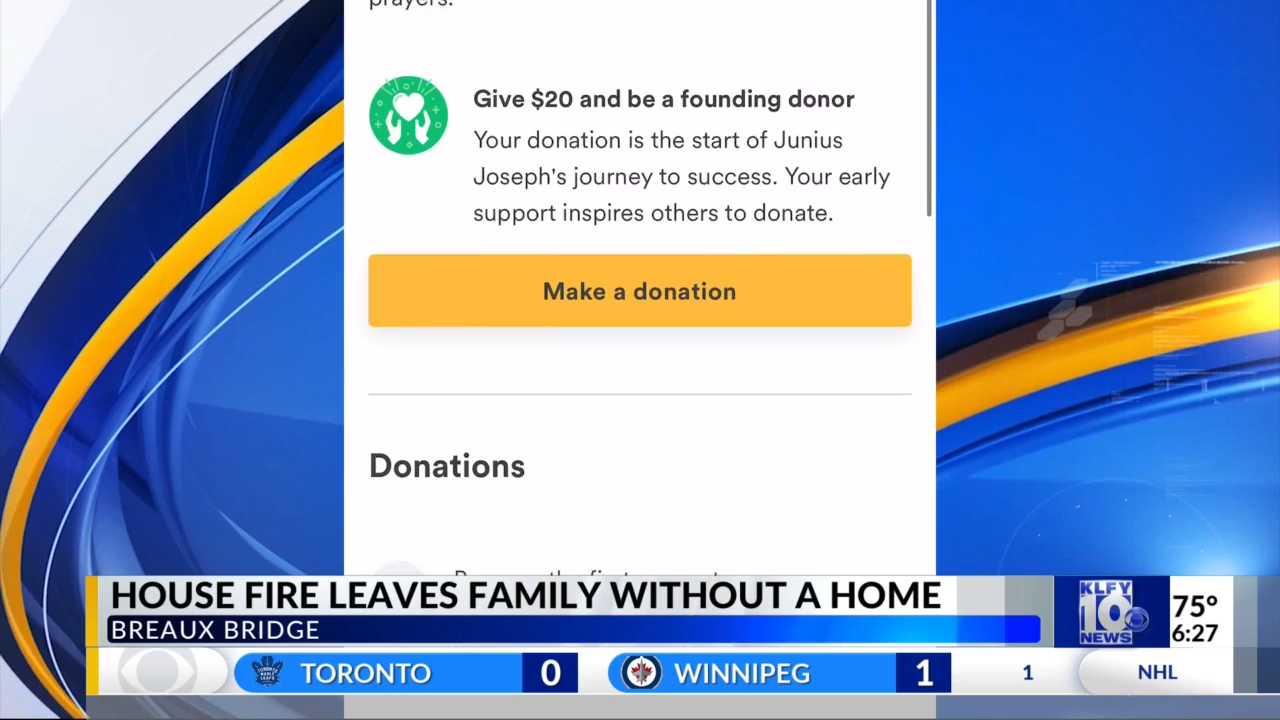 prayers.
Give $20 and be a founding donor
Your donation is the start of Junius
Joseph's journey to success. Your early
support inspires others to donate.
Make a donation
Donations
HOUSE FIRE LEAVES FAMILY WITHOUT A HOME
BREAUX BRIDGE
KLFY
10
NEWS
75°
6:27
TORONTO 0 WINNIPEG 1 1 NHL